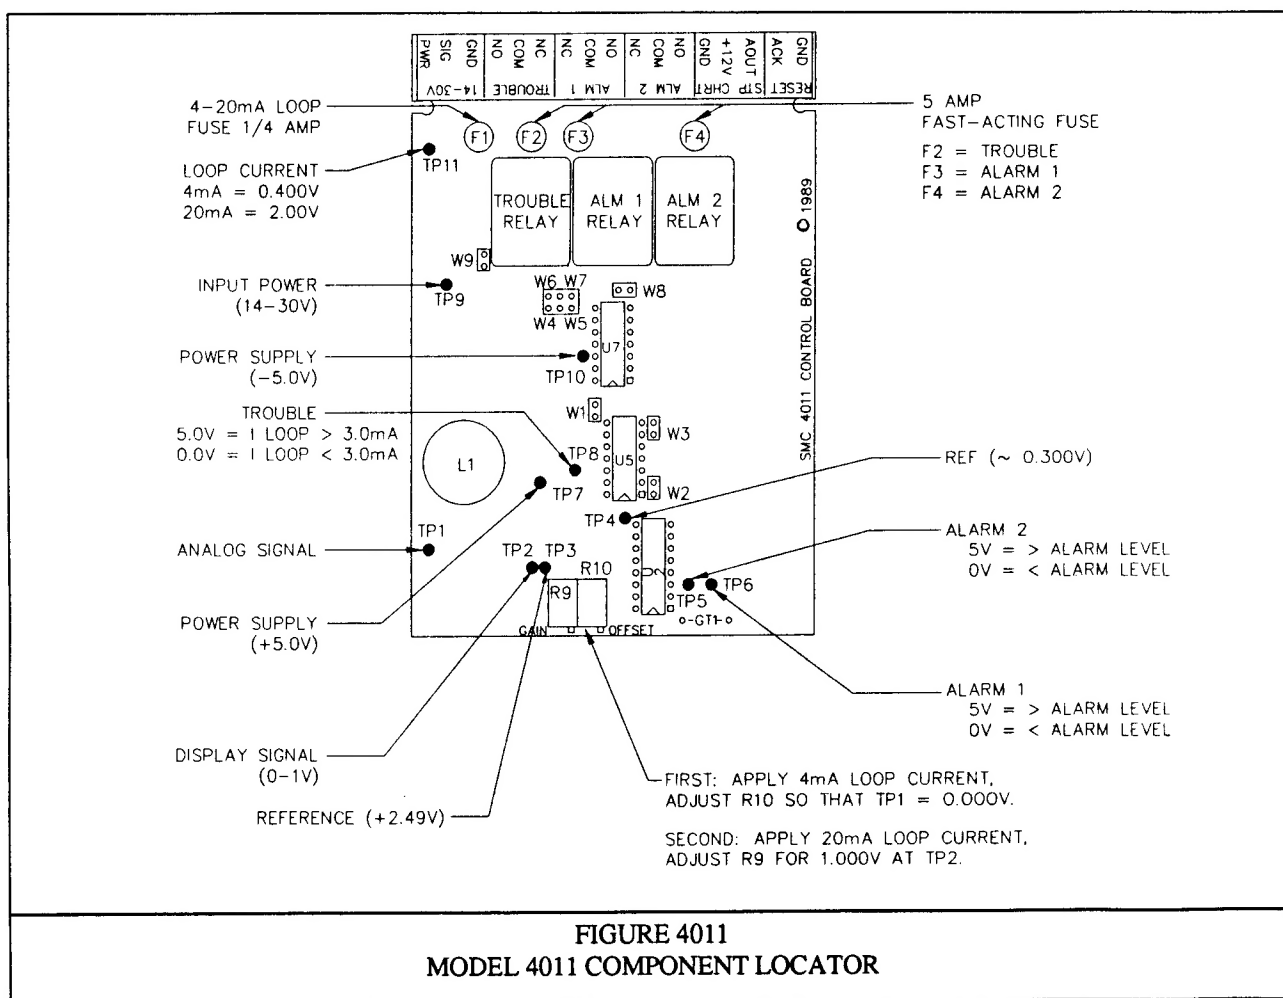 PWR SIG GND NO COM NC NC COM NO NC COM NO GND +12V AOUT ACK GND
14-30V TROUBLE ALM 1 ALM 2 STP CHRT RESET
4-20mA LOOP
FUSE 1/4 AMP
F1 F2 F3 F4
5 AMP
FAST-ACTING FUSE
F2 = TROUBLE
F3 = ALARM 1
F4 = ALARM 2
TP11
LOOP CURRENT
4mA = 0.400V
20mA = 2.00V
TROUBLE
RELAY
ALM 1
RELAY
ALM 2
RELAY
SMC 4011 CONTROL BOARD © 1989
W9
INPUT POWER
(14-30V)
TP9
W6 W7
W8
W4 W5
U7
POWER SUPPLY
(-5.0V)
TP10
TROUBLE
5.0V = I LOOP > 3.0mA
0.0V = I LOOP < 3.0mA
W1
W3
L1
TP8
U5
REF (~ 0.300V)
TP7
W2
TP4
TP1
ANALOG SIGNAL
ALARM 2
5V = > ALARM LEVEL
0V = < ALARM LEVEL
TP2 TP3
R10
R9
U2
TP5
TP6
GT1
POWER SUPPLY
(+5.0V)
GAIN OFFSET
ALARM 1
5V = > ALARM LEVEL
0V = < ALARM LEVEL
DISPLAY SIGNAL
(0-1V)
REFERENCE (+2.49V)
FIRST: APPLY 4mA LOOP CURRENT,
ADJUST R10 SO THAT TP1 = 0.000V.
SECOND: APPLY 20mA LOOP CURRENT,
ADJUST R9 FOR 1.000V AT TP2.
FIGURE 4011
MODEL 4011 COMPONENT LOCATOR